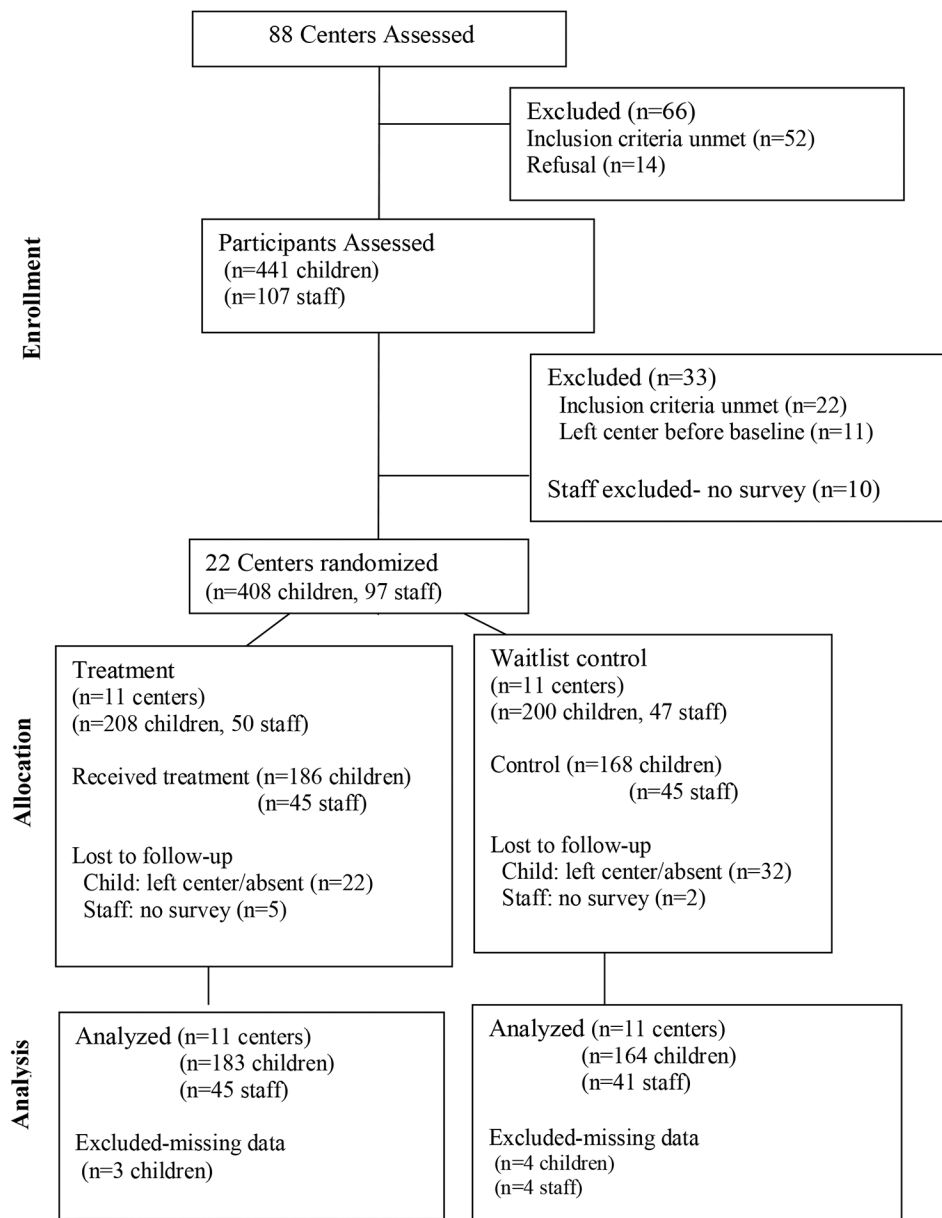 88 Centers Assessed
Excluded (n=66)
Inclusion criteria unmet (n=52)
Refusal (n=14)
Enrollment
Participants Assessed
(n=441 children)
(n=107 staff)
Excluded (n=33)
Inclusion criteria unmet (n=22)
Left center before baseline (n=11)
Staff excluded- no survey (n=10)
22 Centers randomized
(n=408 children, 97 staff)
Allocation
Treatment
(n=11 centers)
(n=208 children, 50 staff)
Received treatment (n=186 children)
(n=45 staff)
Lost to follow-up
Child: left center/absent (n=22)
Staff: no survey (n=5)
Waitlist control
(n=11 centers)
(n=200 children, 47 staff)
Control (n=168 children)
(n=45 staff)
Lost to follow-up
Child: left center/absent (n=32)
Staff: no survey (n=2)
Analysis
Analyzed (n=11 centers)
(n=183 children)
(n=45 staff)
Excluded-missing data
(n=3 children)
Analyzed (n=11 centers)
(n=164 children)
(n=41 staff)
Excluded-missing data
(n=4 children)
(n=4 staff)